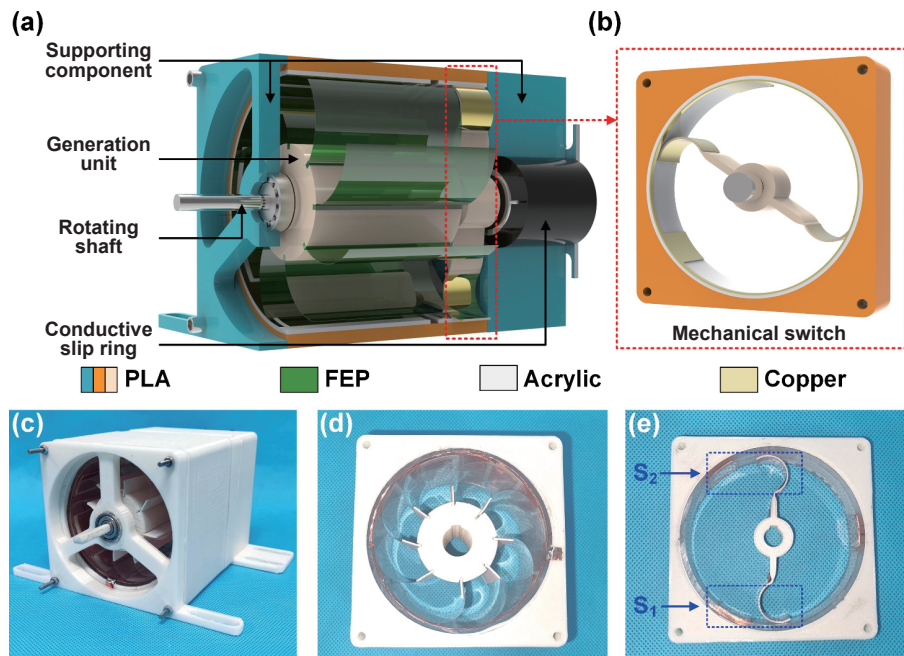 (a)
(b)
Supporting
component
Generation
unit
Rotating
shaft
Conductive
slip ring
Mechanical switch
PLA
FEP
Acrylic
Copper
(c)
(d)
(e)
S2
S1